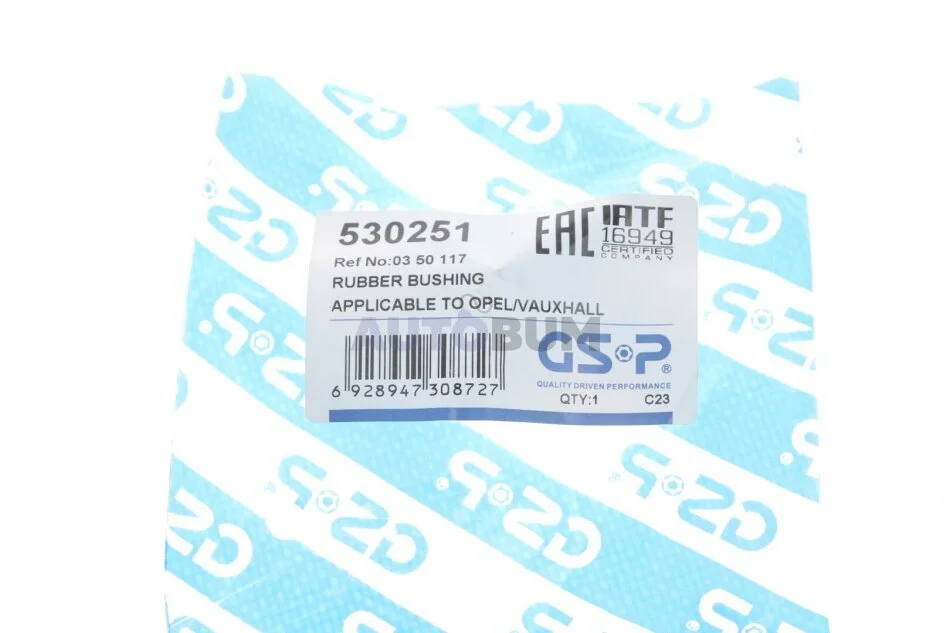 530251
EAC
IATF
16949
CERTIFIED
COMPANY
Ref No:03 50 117
RUBBER BUSHING
APPLICABLE TO OPEL/VAUXHALL
AUTOBUM
GS·P®
QUALITY DRIVEN PERFORMANCE
6 928947 308727
QTY:1
C23